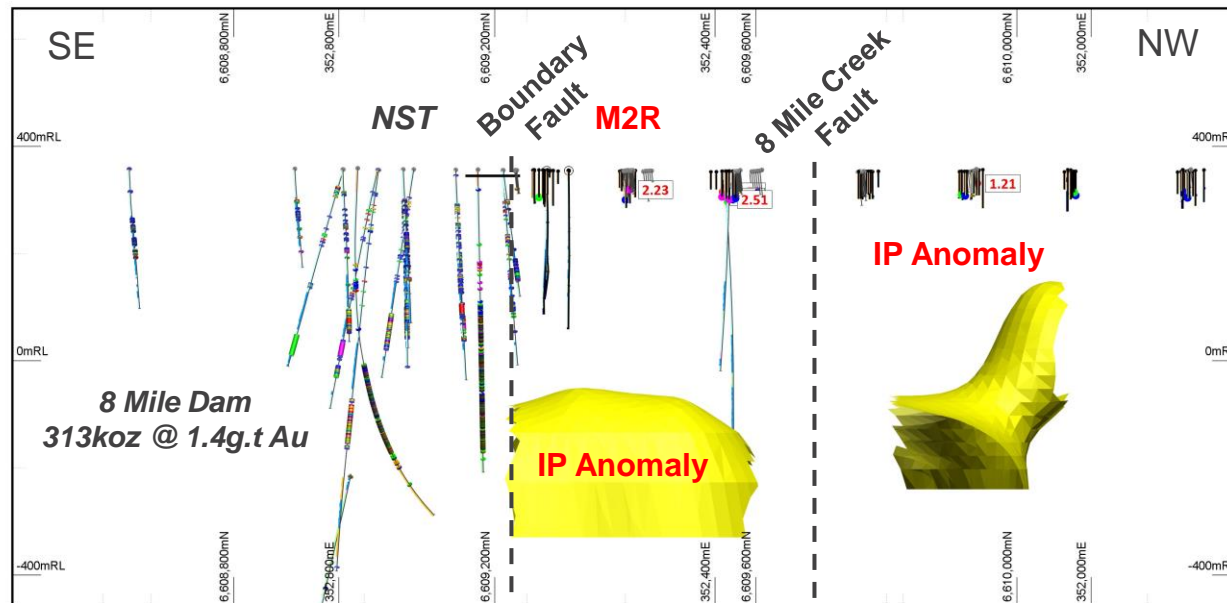 SE
NW
6,608,800mN
352,800mE
6,609,200mN
352,400mE
6,609,600mN
6,610,000mN
352,000mE
NST
Boundary
Fault
M2R
8 Mile Creek
Fault
400mRL
400mRL
2.23
2.51
1.21
IP Anomaly
0mRL
0mRL
8 Mile Dam
313koz @ 1.4g.t Au
IP Anomaly
-400mRL
-400mRL
6,608,800mN
352,800mE
6,609,200mN
352,400mE
6,609,600mN
6,610,000mN
352,000mE